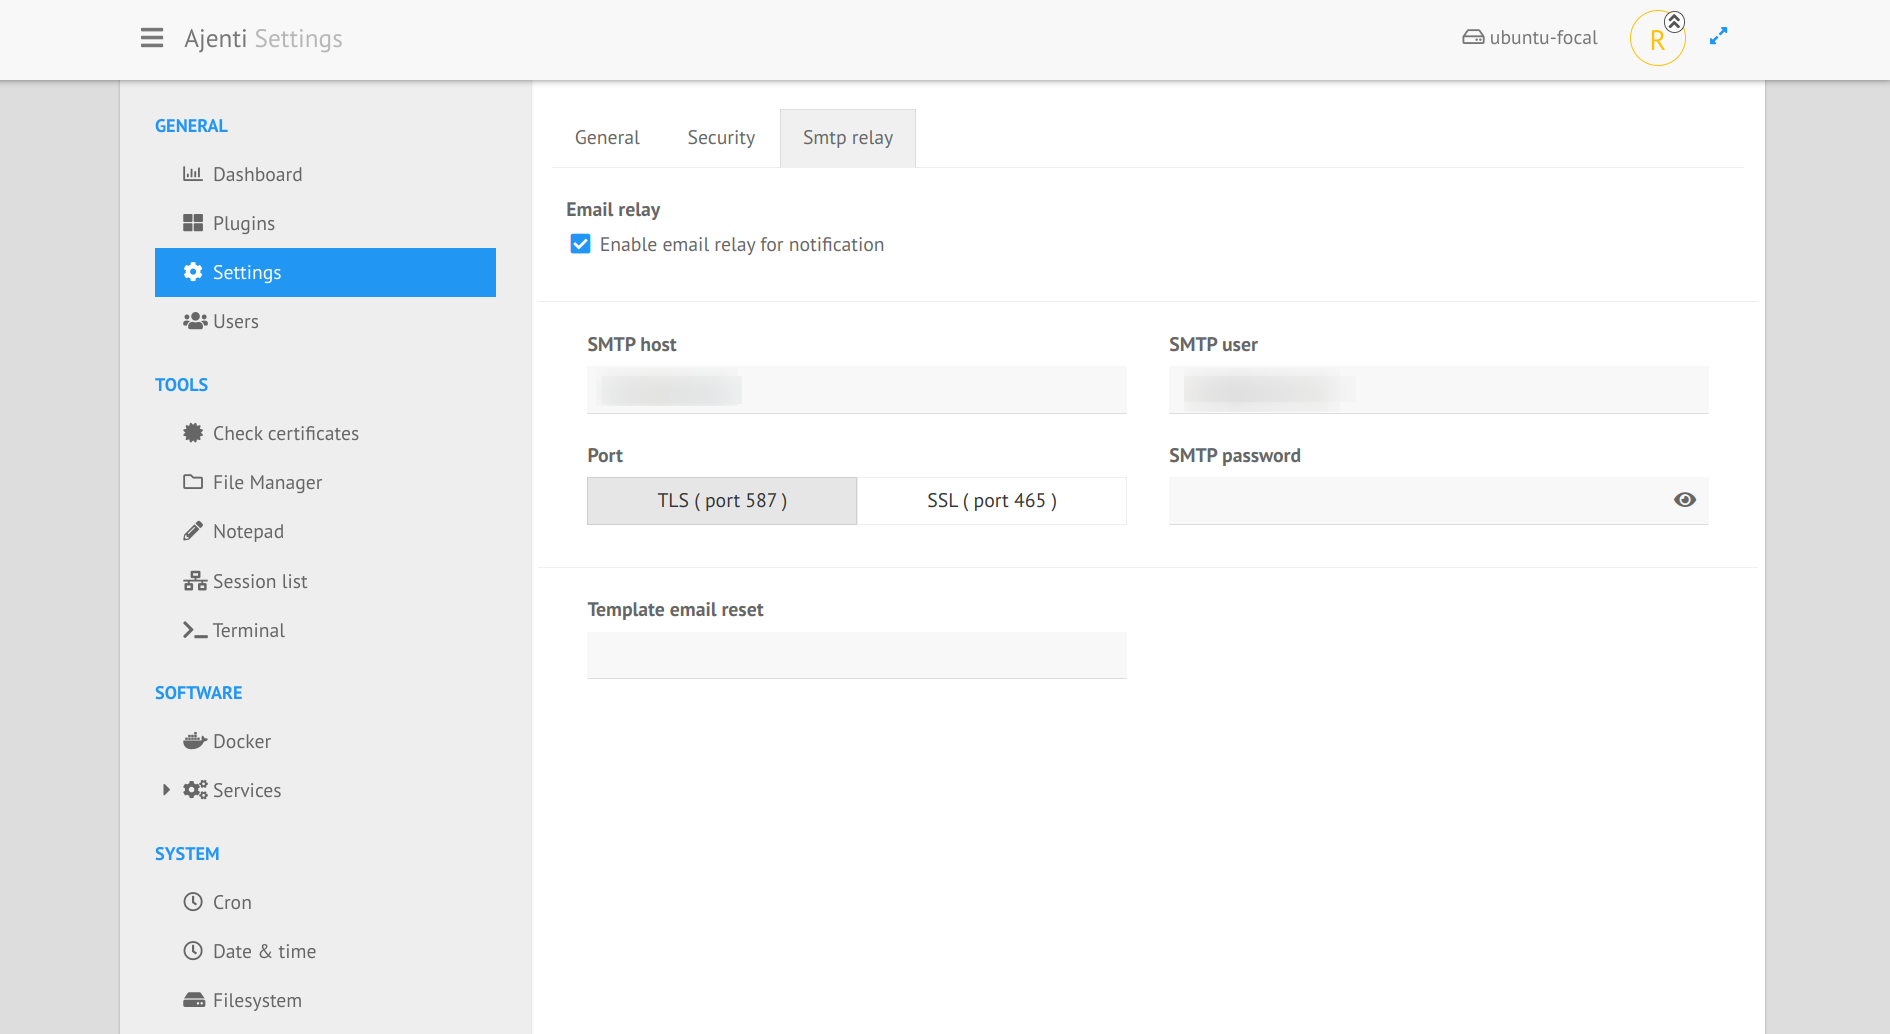 Ajenti Settings
ubuntu-focal
R
GENERAL
Dashboard
Plugins
Settings
Users
TOOLS
Check certificates
File Manager
Notepad
Session list
Terminal
SOFTWARE
Docker
Services
SYSTEM
Cron
Date & time
Filesystem
General Security Smtp relay
Email relay
Enable email relay for notification
SMTP host
SMTP user
Port
TLS ( port 587 ) SSL ( port 465 )
SMTP password
Template email reset